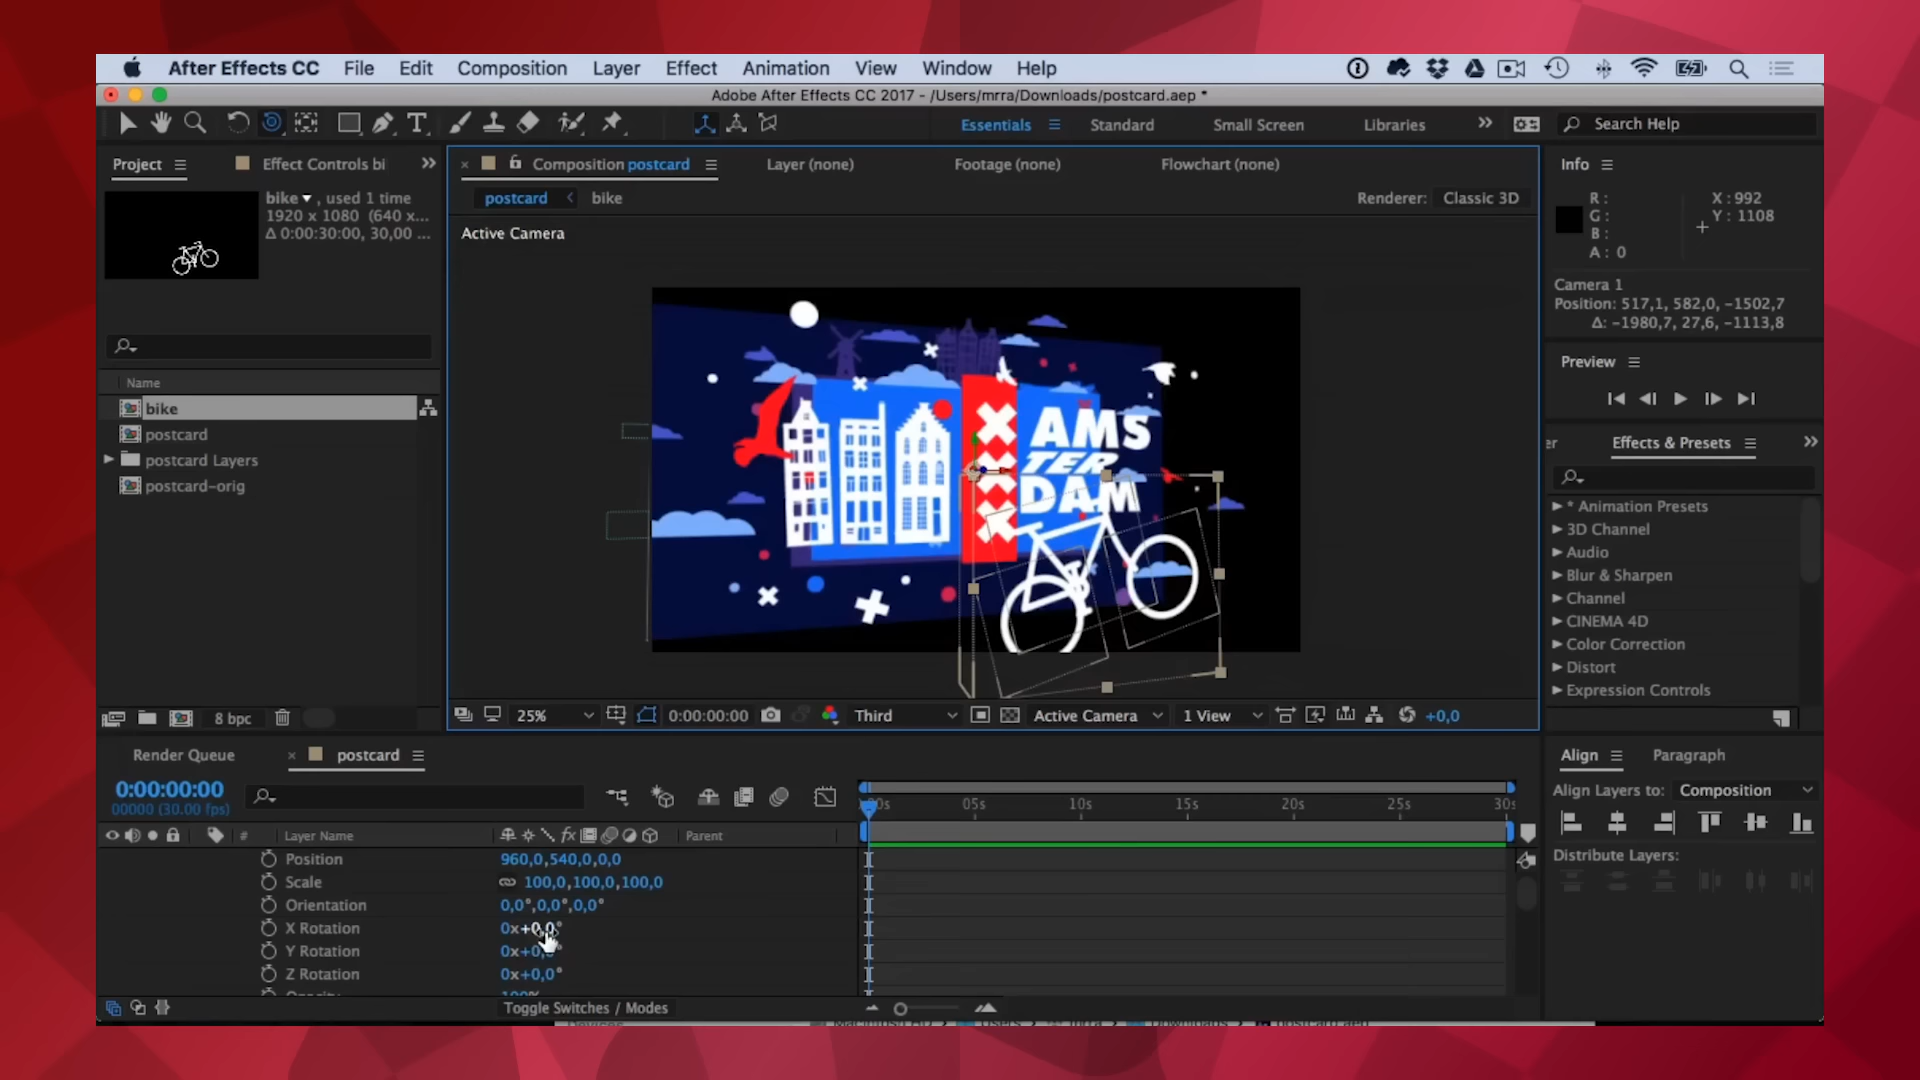 After Effects CC File Edit Composition Layer Effect Animation View Window Help
Adobe After Effects CC 2017 - /Users/mrra/Downloads/postcard.aep *
Essentials Standard Small Screen Libraries Search Help
Project Effect Controls bi
Composition postcard Layer (none) Footage (none) Flowchart (none)
Info
bike , used 1 time
1920 x 1080 (640 x...
Δ 0:00:30:00, 30,00 ...
postcard bike Renderer: Classic 3D
Active Camera
R :
G :
B :
A : 0
X : 992
Y : 1108
Camera 1
Position: 517,1, 582,0, -1502,7
Δ: -1980,7, 27,6, -1113,8
Preview
Name
bike
postcard
postcard Layers
postcard-orig
AMS
TER
DAM
Effects & Presets
* Animation Presets
3D Channel
Audio
Blur & Sharpen
Channel
CINEMA 4D
Color Correction
Distort
Expression Controls
8 bpc
25% 0:00:00:00 Third Active Camera 1 View +0,0
Render Queue postcard
Align Paragraph
0:00:00:00
00000 (30.00 fps)
05s 10s 15s 20s 25s
Align Layers to: Composition
# Layer Name Parent
Distribute Layers:
Position 960,0,540,0,0,0
Scale 100,0,100,0,100,0
Orientation 0,0°,0,0°,0,0°
X Rotation 0x+0,0°
Y Rotation 0x+0,0°
Z Rotation 0x+0,0°
Toggle Switches / Modes